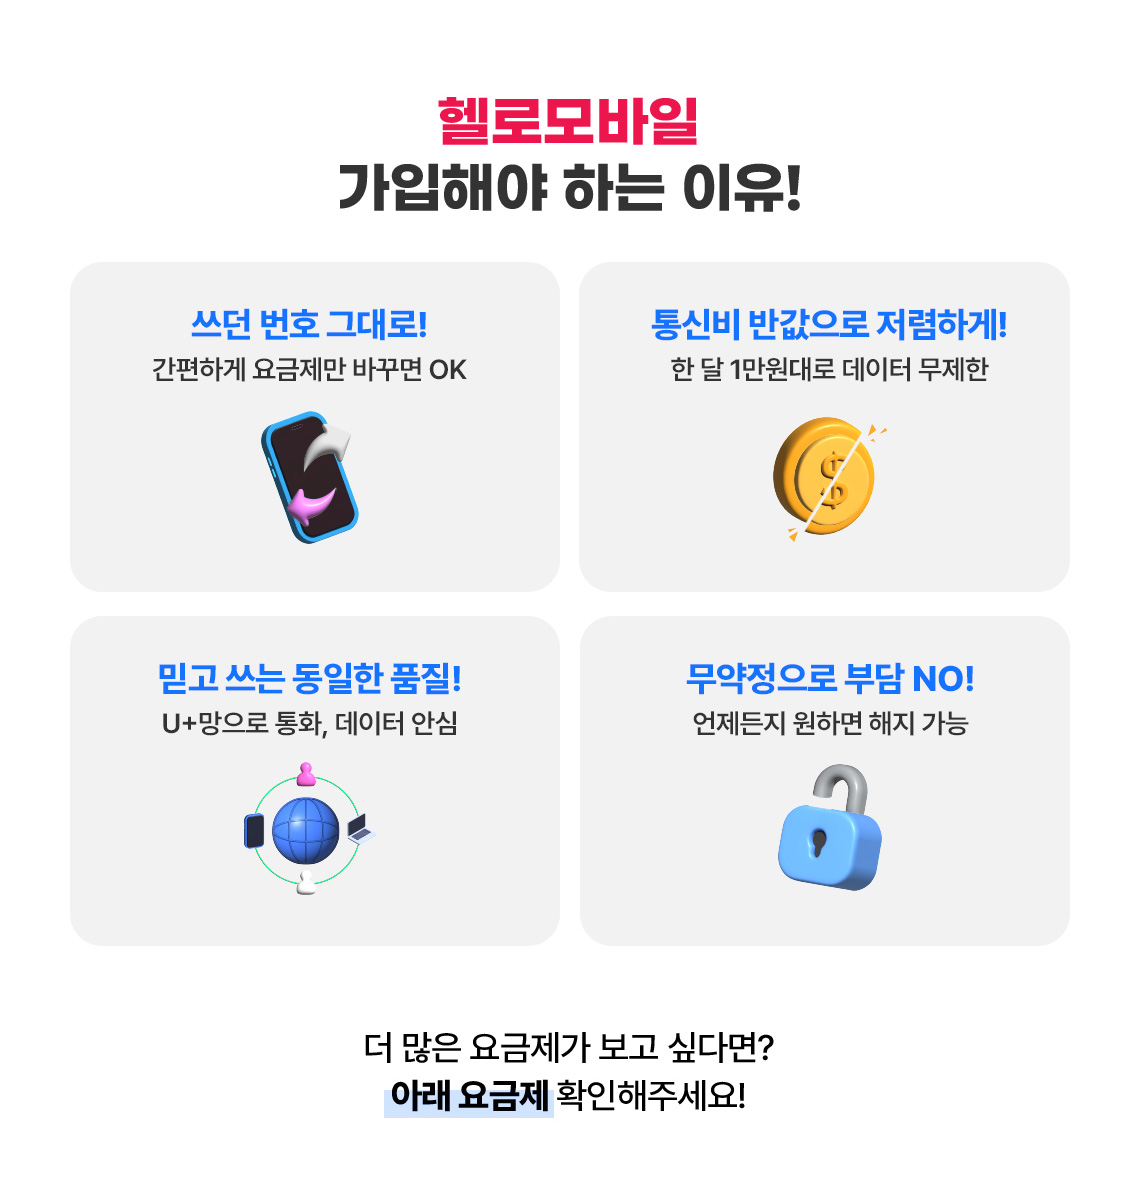 헬로모바일
가입해야 하는 이유!
쓰던 번호 그대로!
간편하게 요금제만 바꾸면 OK
통신비 반값으로 저렴하게!
한 달 1만원대로 데이터 무제한
$
믿고 쓰는 동일한 품질!
U+망으로 통화, 데이터 안심
무약정으로 부담 NO!
언제든지 원하면 해지 가능
더 많은 요금제가 보고 싶다면?
아래 요금제 확인해주세요!